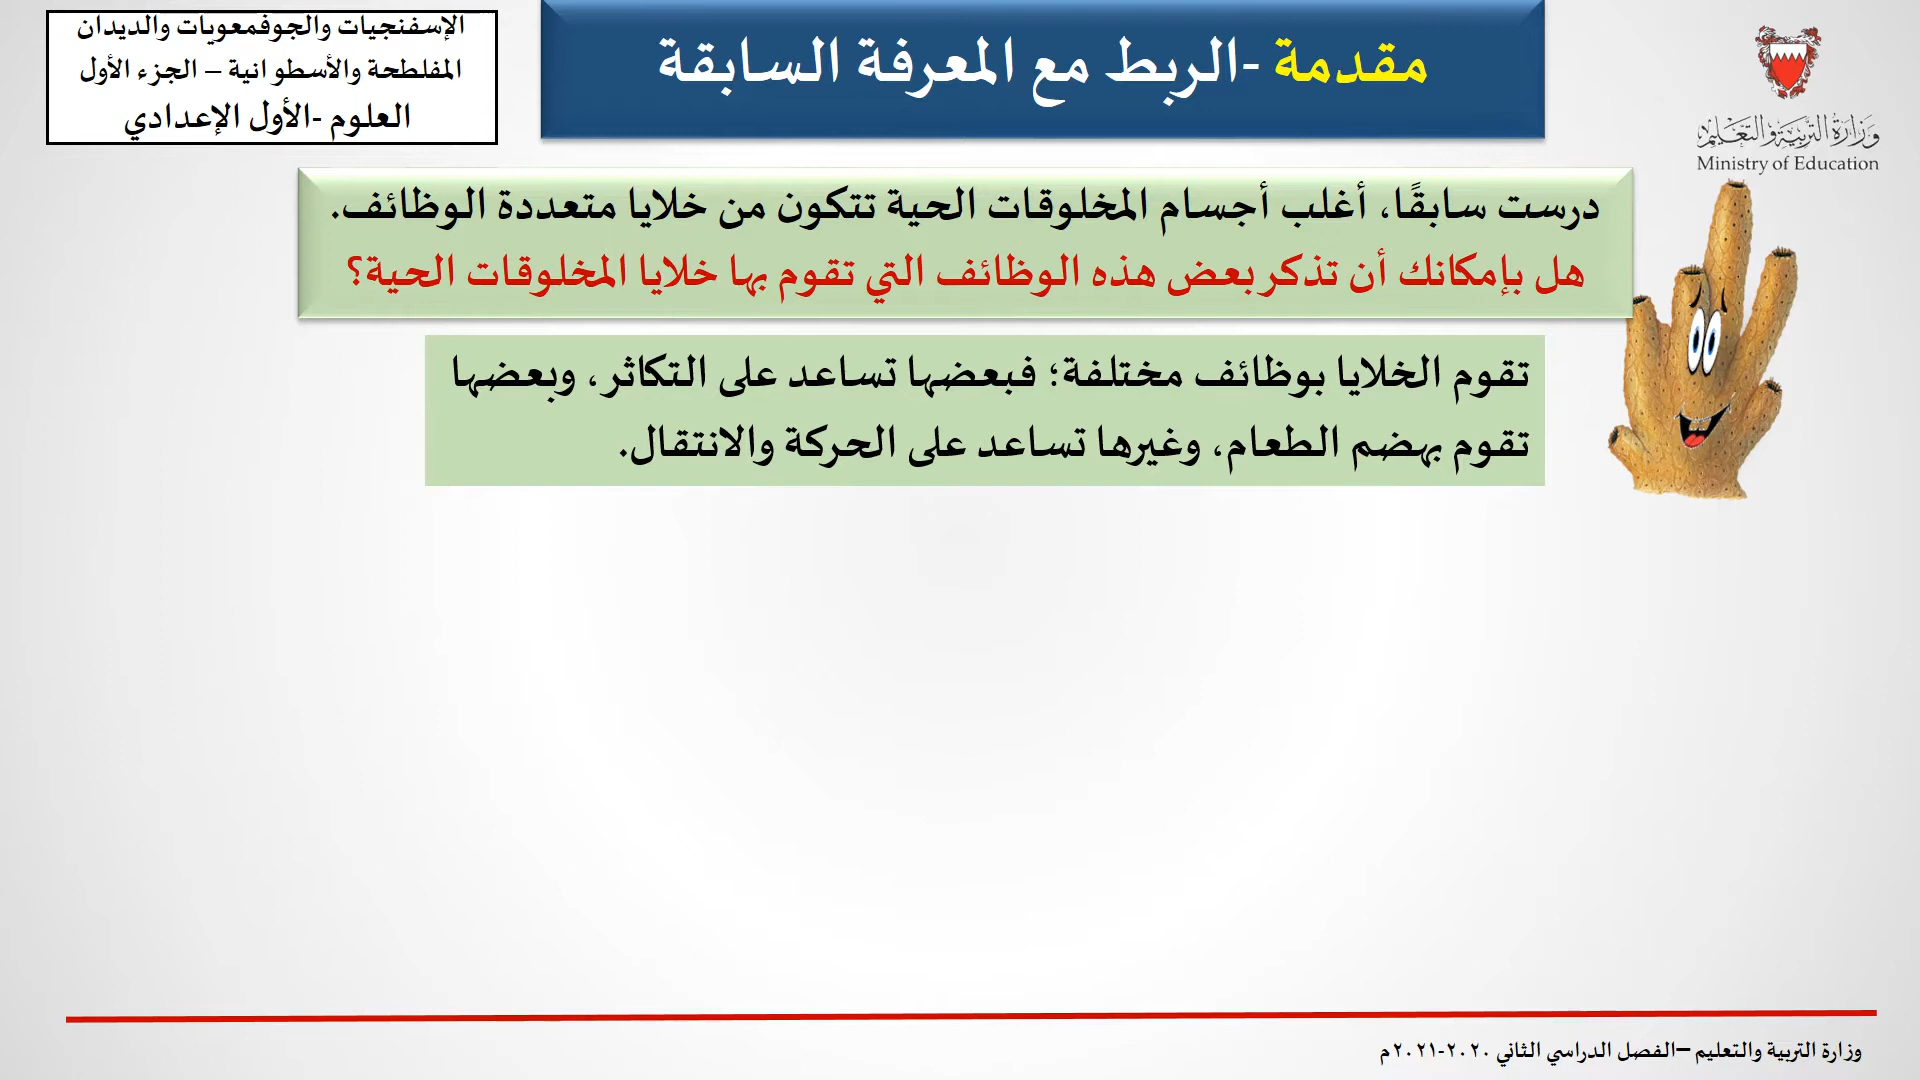 الإسفنجيات والجوفمعويات والديدان
المفلطحة والأسطوانية – الجزء الأول
العلوم -الأول الإعدادي
مقدمة -الربط مع المعرفة السابقة
وزارة التربية والتعليم
Ministry of Education
درست سابقًا، أغلب أجسام المخلوقات الحية تتكون من خلايا متعددة الوظائف.
هل بإمكانك أن تذكر بعض هذه الوظائف التي تقوم بها خلايا المخلوقات الحية؟
تقوم الخلايا بوظائف مختلفة؛ فبعضها تساعد على التكاثر، وبعضها
تقوم بهضم الطعام، وغيرها تساعد على الحركة والانتقال.
وزارة التربية والتعليم –الفصل الدراسي الثاني ٢٠٢٠-٢٠٢١م